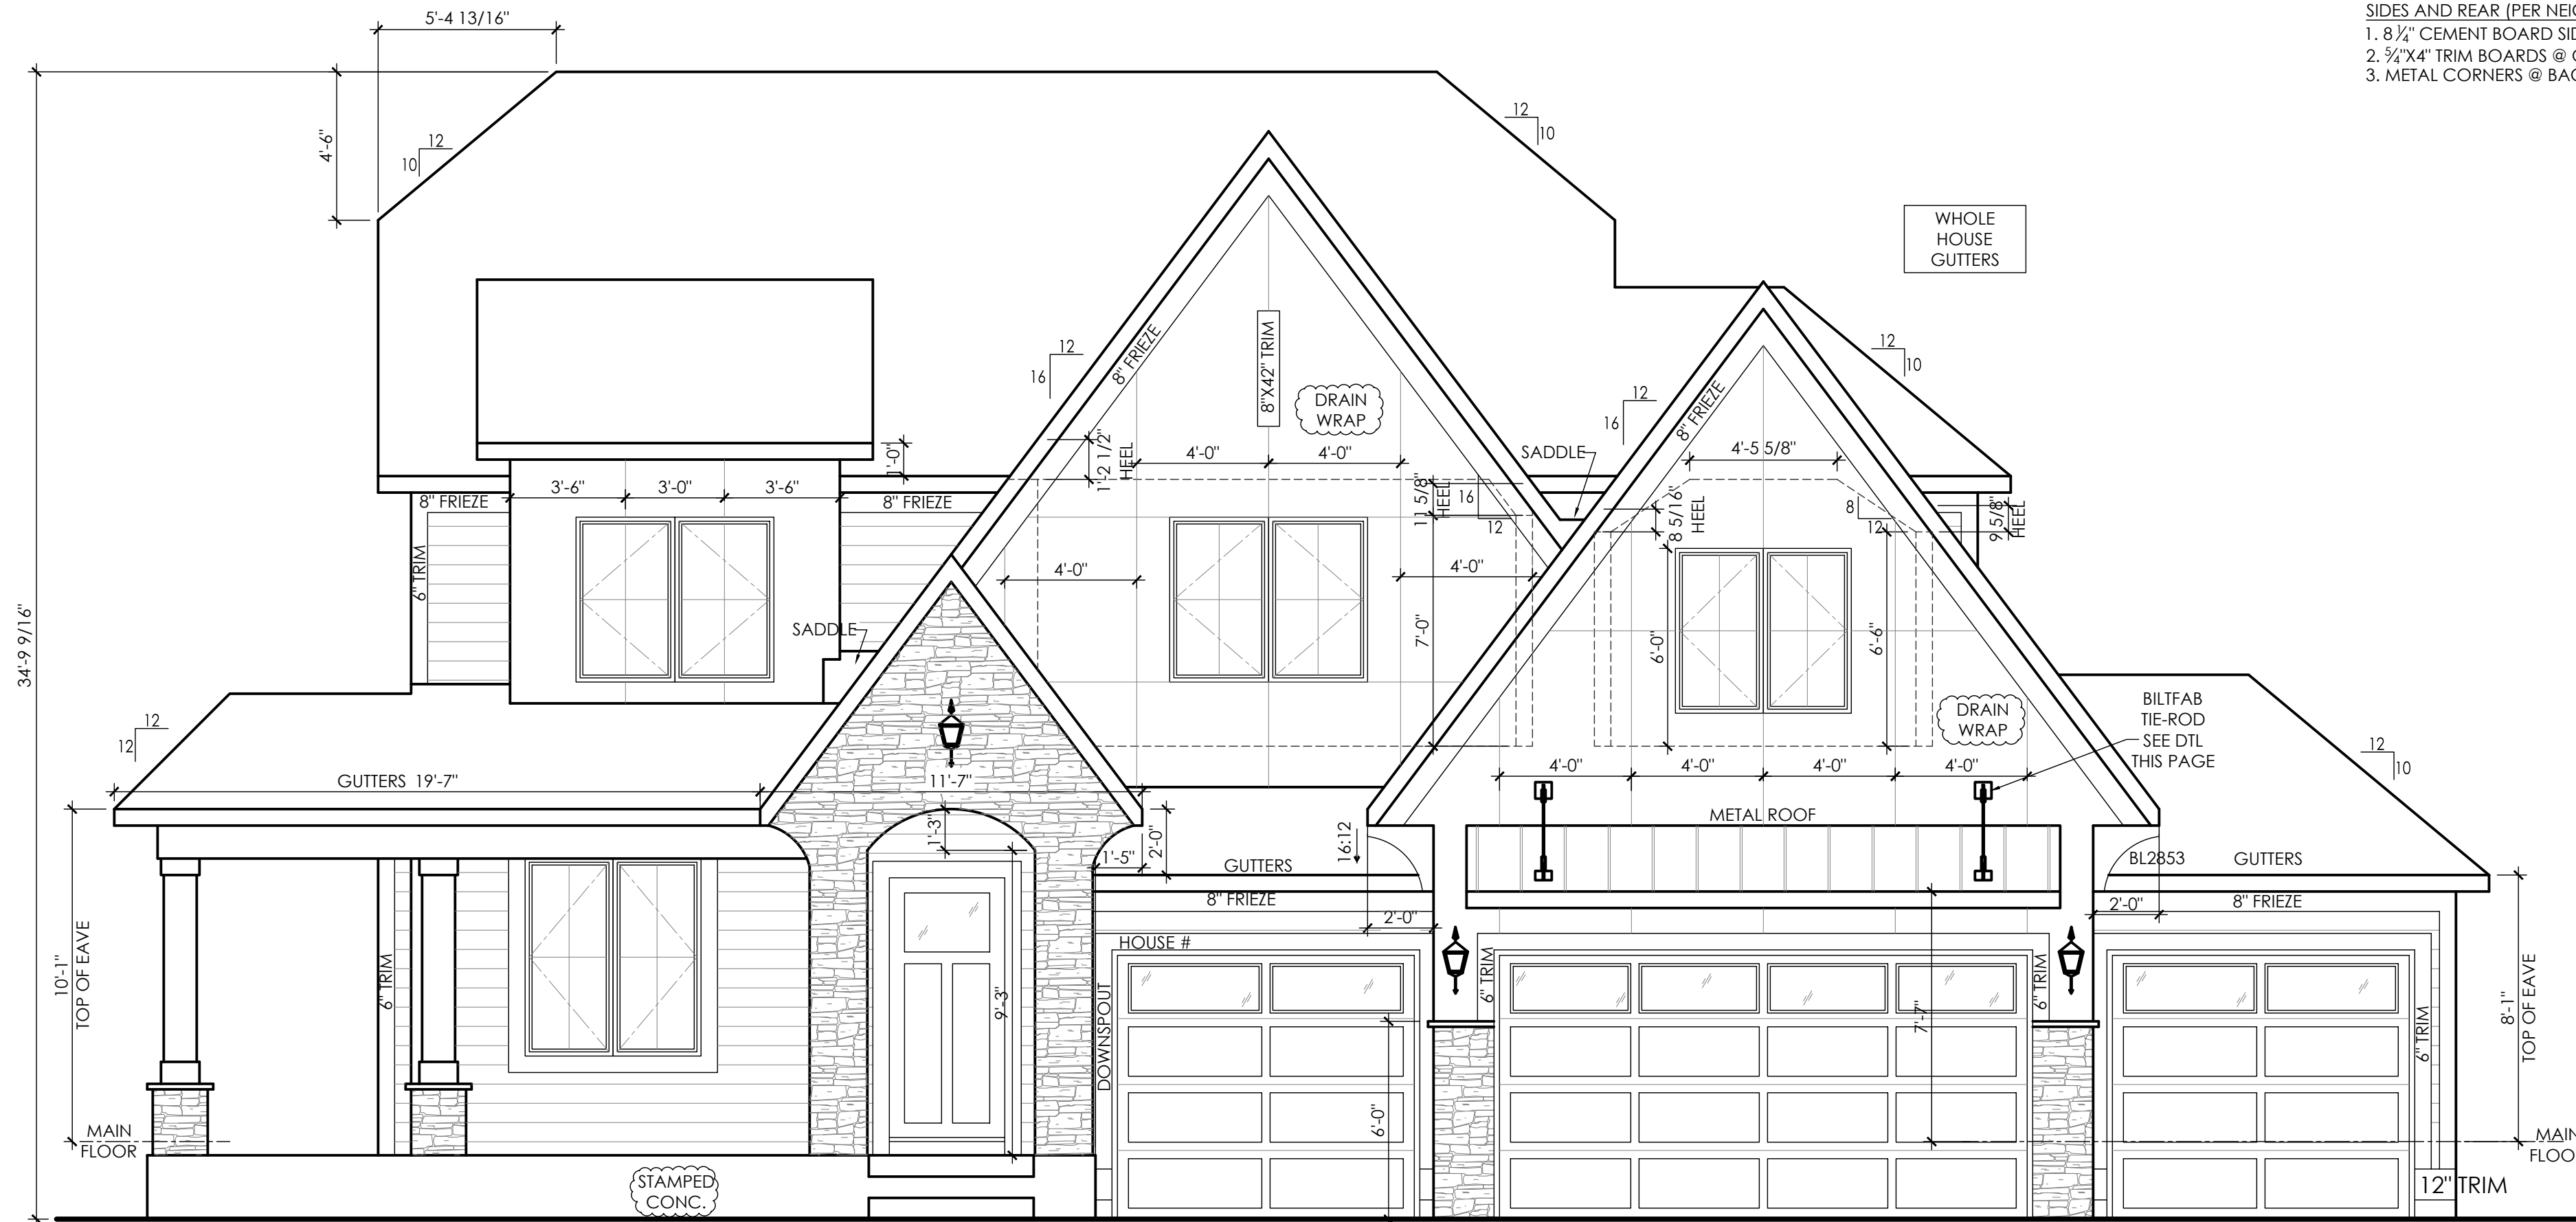 SIDES AND REAR (PER NEI
1. 8 1/4" CEMENT BOARD SI
2. 5/4"X4" TRIM BOARDS @
3. METAL CORNERS @ BA
5'-4 13/16"
4'-6"
34'-9 9/16"
12
10
12
10
WHOLE
HOUSE
GUTTERS
12
16
8" FRIEZE
8"X42" TRIM
DRAIN
WRAP
12
16
8" FRIEZE
12
10
1'-0"
1'-2 1/2"
HEEL
4'-0"
4'-0"
SADDLE
4'-5 5/8"
3'-6"
3'-0"
3'-6"
8" FRIEZE
8" FRIEZE
11 5/8"
HEEL
16
12
8 5/16"
HEEL
8
12
9 5/8"
HEEL
6" TRIM
4'-0"
4'-0"
SADDLE
7'-0"
6'-0"
6'-6"
12
12
DRAIN
WRAP
BILTFAB
TIE-ROD
SEE DTL
THIS PAGE
12
10
4'-0"
4'-0"
4'-0"
4'-0"
GUTTERS 19'-7"
11'-7"
METAL ROOF
1'-3"
2'-0"
1'-5"
16:12
GUTTERS
8" FRIEZE
BL2853
GUTTERS
8" FRIEZE
2'-0"
2'-0"
10'-1"
TOP OF EAVE
6" TRIM
9'-3"
HOUSE #
DOWNSPOUT
6" TRIM
6" TRIM
7'-7"
6'-0"
6" TRIM
8'-1"
TOP OF EAVE
MAIN
FLOOR
MAIN
FLOO
STAMPED
CONC.
12" TRIM